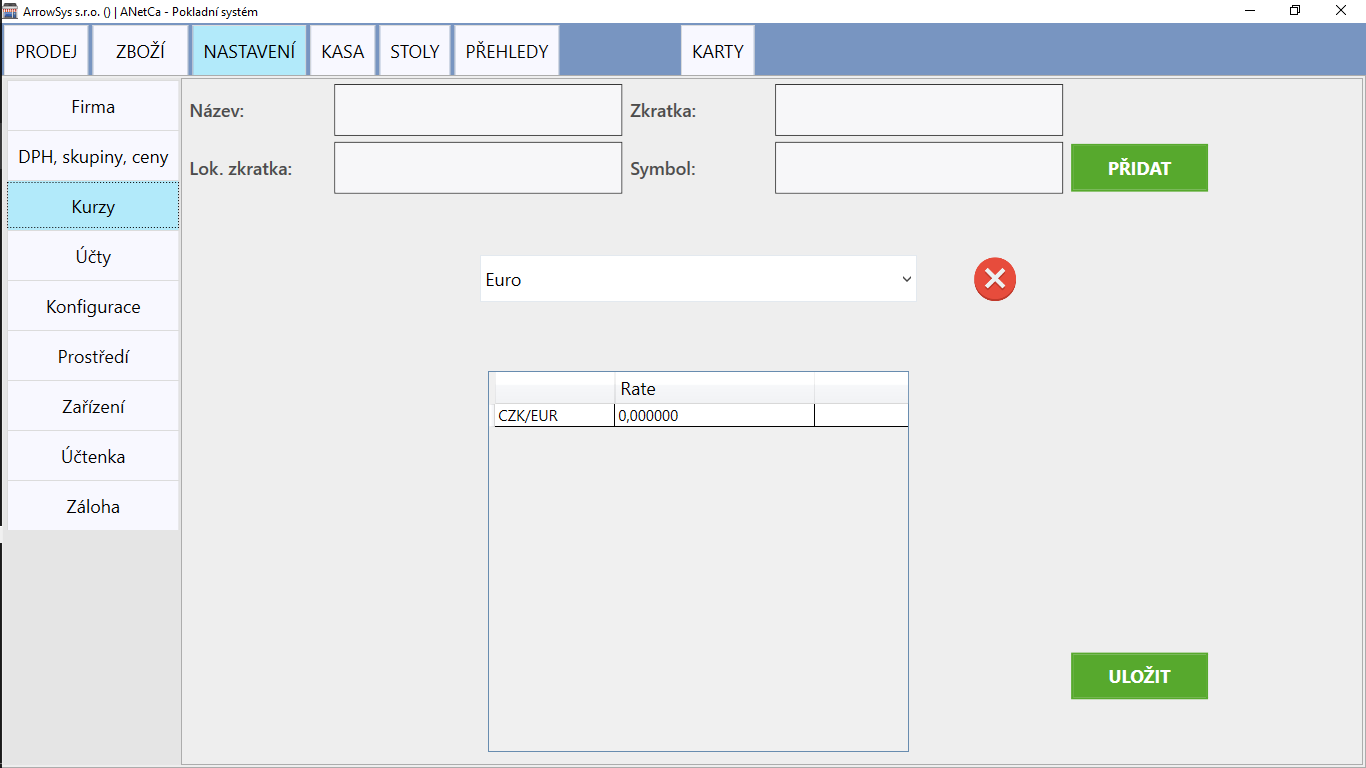 ArrowSys s.r.o. () | ANetCa - Pokladní systém
PRODEJ ZBOŽÍ NASTAVENÍ KASA STOLY PŘEHLEDY KARTY
Firma
DPH, skupiny, ceny
Kurzy
Účty
Konfigurace
Prostředí
Zařízení
Účtenka
Záloha
Název:
Zkratka:
Lok. zkratka:
Symbol:
PŘIDAT
Euro
Rate
CZK/EUR 0,000000
ULOŽIT